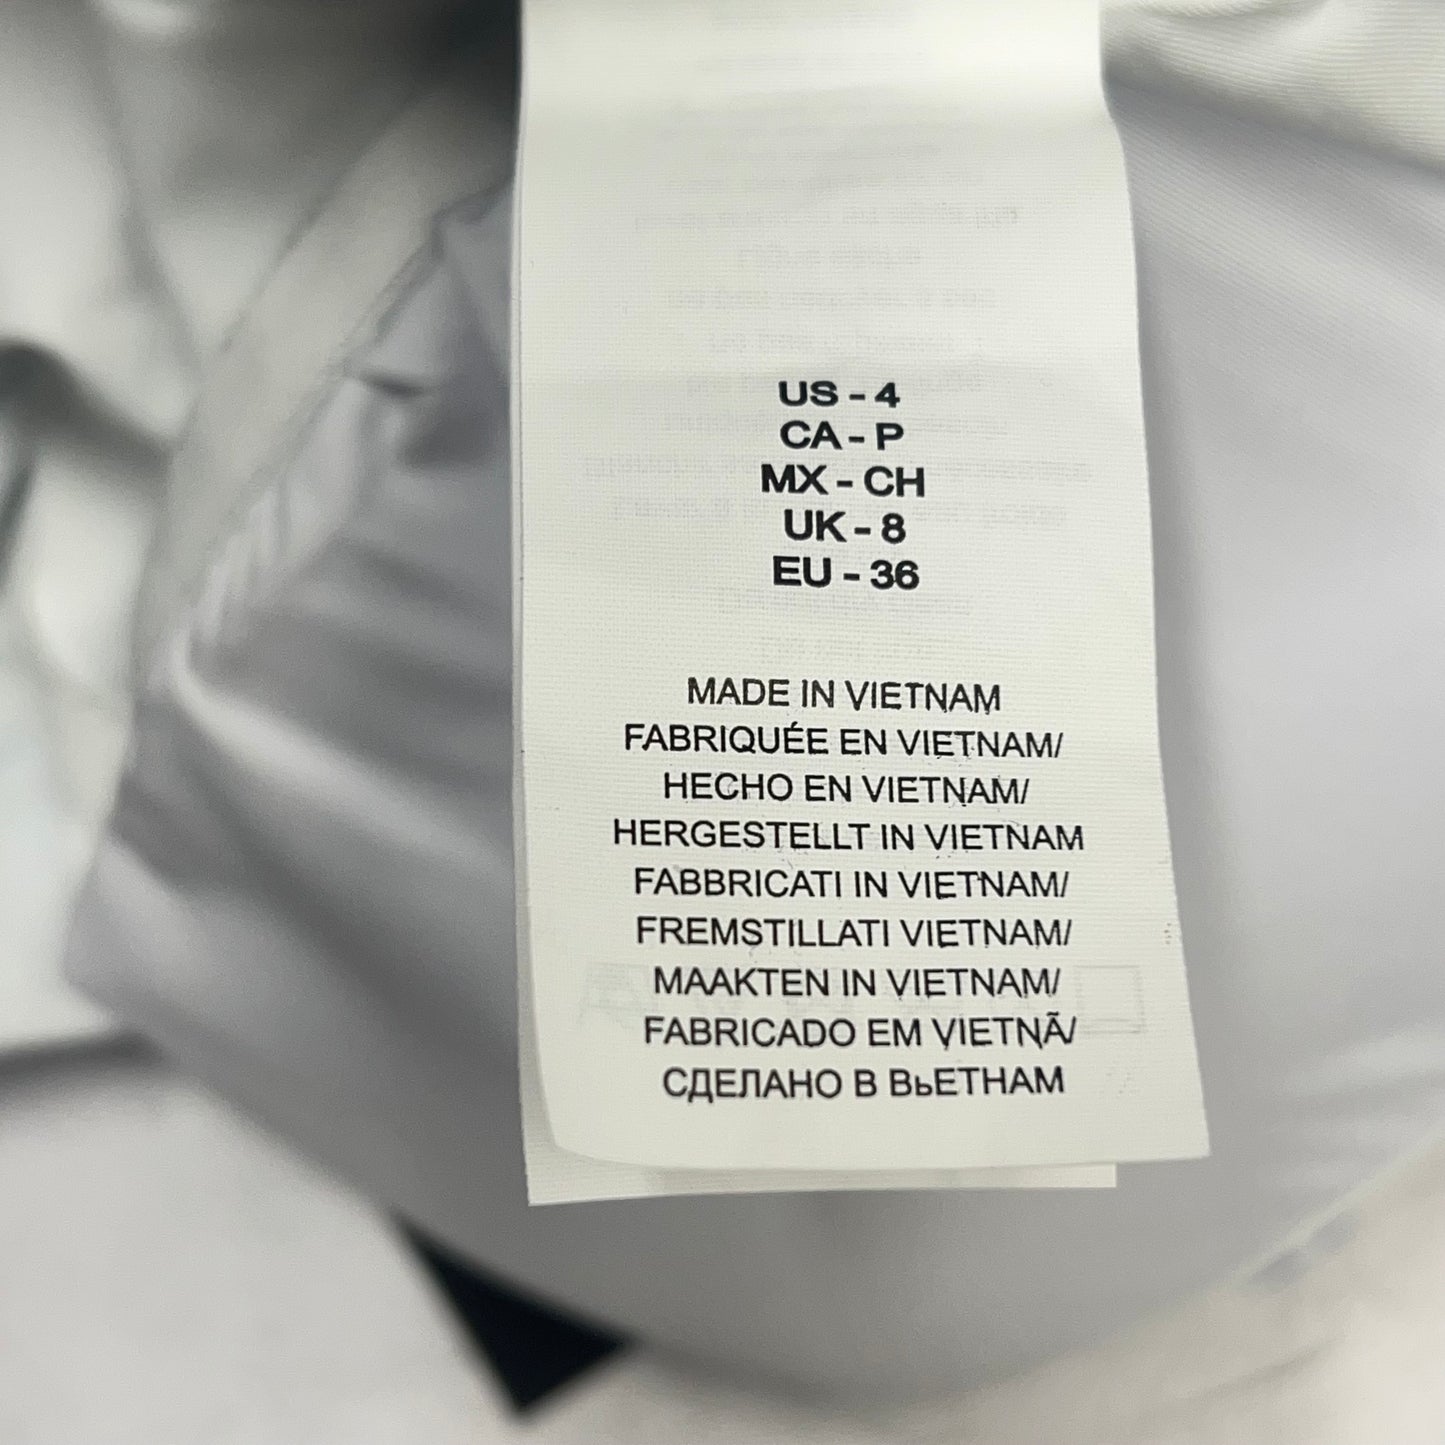 US - 4
CA - P
MX - CH
UK - 8
EU - 36
MADE IN VIETNAM
FABRIQUÉE EN VIETNAM/
HECHO EN VIETNAM/
HERGESTELLT IN VIETNAM
FABBRICATI IN VIETNAM/
FREMSTILLATI VIETNAM/
MAAKTEN IN VIETNAM/
FABRICADO EM VIETNÃ/
СДЕЛАНО В ВЬЕТНАМ